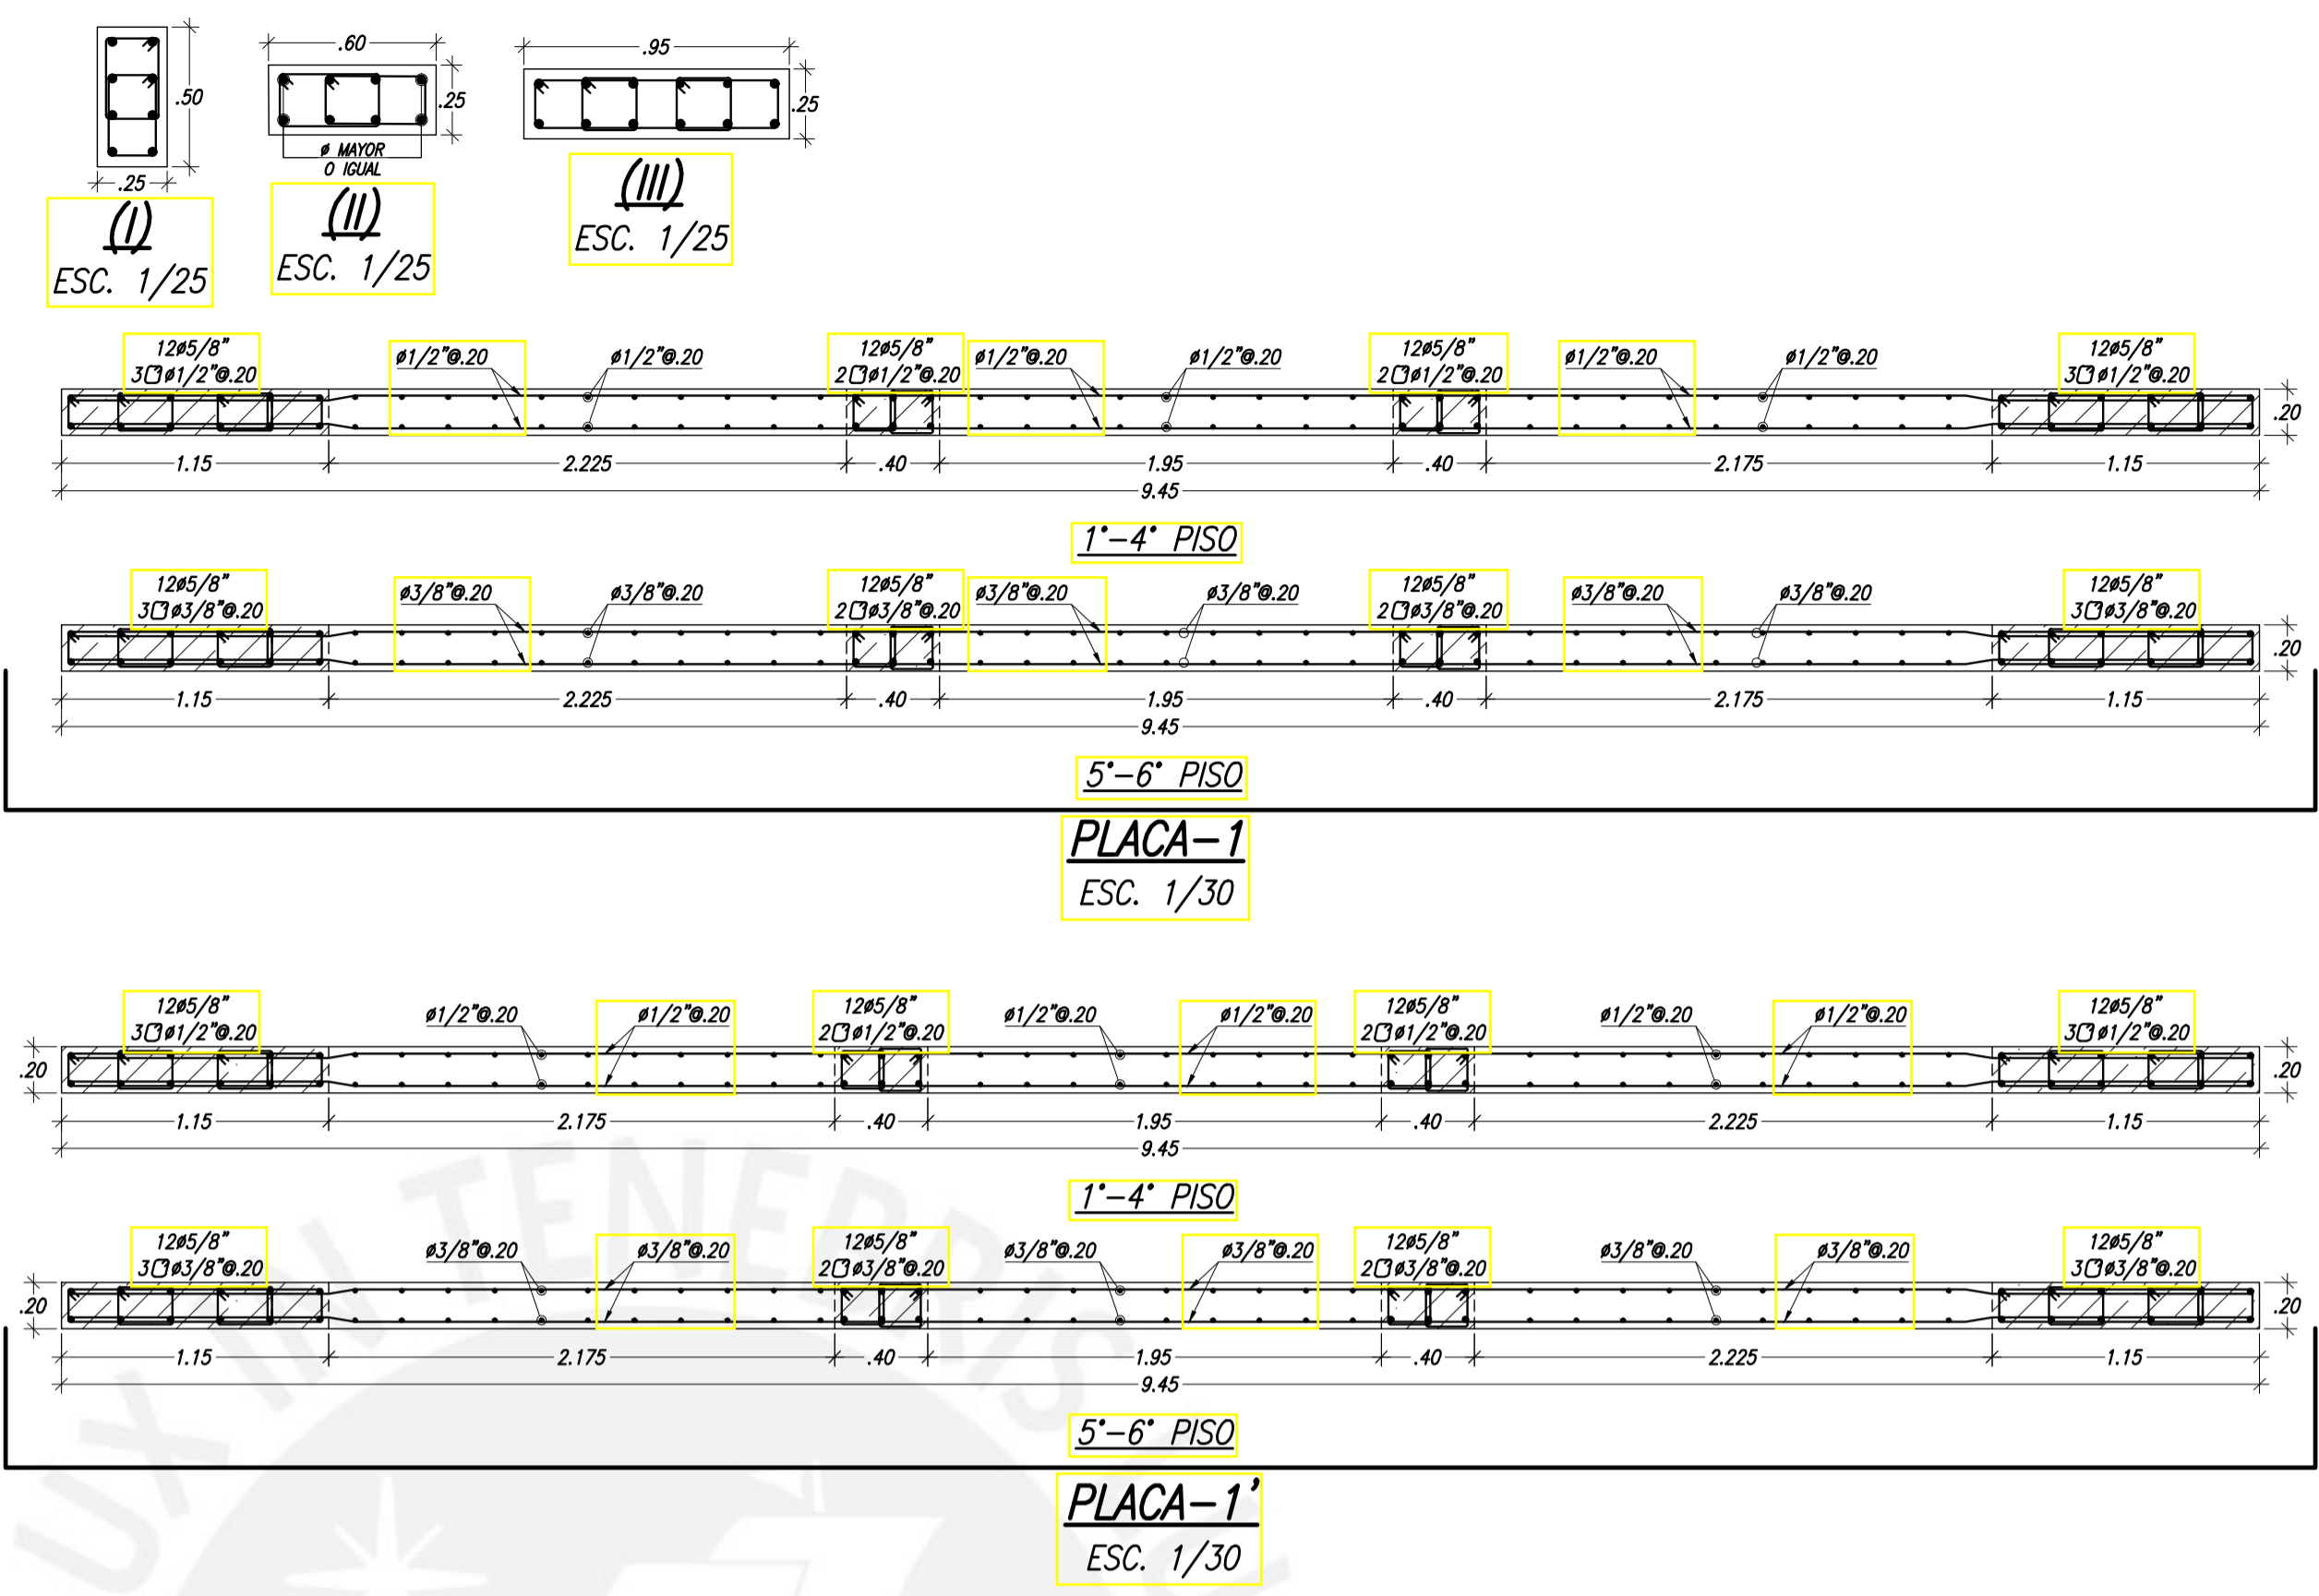 .50
.25
(I)
ESC. 1/25
.60
.25
ø MAYOR
O IGUAL
(II)
ESC. 1/25
.95
.25
(III)
ESC. 1/25
12ø5/8" ø1/2"@.20 ø1/2"@.20 12ø5/8" ø1/2"@.20 ø1/2"@.20 12ø5/8" ø1/2"@.20 ø1/2"@.20 12ø5/8"
3 ø1/2"@.20 2 ø1/2"@.20 2 ø1/2"@.20 3 ø1/2"@.20
.20
1.15 2.225 .40 1.95 .40 2.175 1.15
9.45
1°-4° PISO
12ø5/8" ø3/8"@.20 ø3/8"@.20 12ø5/8" ø3/8"@.20 ø3/8"@.20 12ø5/8" ø3/8"@.20 ø3/8"@.20 12ø5/8"
3 ø3/8"@.20 2 ø3/8"@.20 2 ø3/8"@.20 3 ø3/8"@.20
.20
1.15 2.225 .40 1.95 .40 2.175 1.15
9.45
5°-6° PISO
PLACA-1
ESC. 1/30
12ø5/8" ø1/2"@.20 ø1/2"@.20 12ø5/8" ø1/2"@.20 ø1/2"@.20 12ø5/8" ø1/2"@.20 ø1/2"@.20 12ø5/8"
3 ø1/2"@.20 2 ø1/2"@.20 2 ø1/2"@.20 3 ø1/2"@.20
.20 .20
1.15 2.175 .40 1.95 .40 2.225 1.15
9.45
1°-4° PISO
12ø5/8" ø3/8"@.20 ø3/8"@.20 12ø5/8" ø3/8"@.20 ø3/8"@.20 12ø5/8" ø3/8"@.20 ø3/8"@.20 12ø5/8"
3 ø3/8"@.20 2 ø3/8"@.20 2 ø3/8"@.20 3 ø3/8"@.20
.20 .20
1.15 2.175 .40 1.95 .40 2.225 1.15
9.45
5°-6° PISO
PLACA-1'
ESC. 1/30
UX IN TENEBRIS